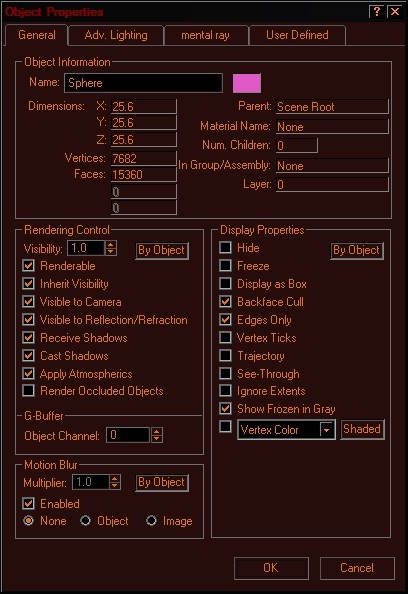 Object Properties
General Adv. Lighting mental ray User Defined
Object Information
Name: Sphere
Dimensions: X: 25.6
Y: 25.6
Z: 25.6
Vertices: 7682
Faces: 15360
0
0
Parent: Scene Root
Material Name: None
Num. Children: 0
In Group/Assembly: None
Layer: 0
Rendering Control
Visibility: 1.0 By Object
Renderable
Inherit Visibility
Visible to Camera
Visible to Reflection/Refraction
Receive Shadows
Cast Shadows
Apply Atmospherics
Render Occluded Objects
G-Buffer
Object Channel: 0
Motion Blur
Multiplier: 1.0 By Object
Enabled
None Object Image
Display Properties
Hide By Object
Freeze
Display as Box
Backface Cull
Edges Only
Vertex Ticks
Trajectory
See-Through
Ignore Extents
Show Frozen in Gray
Vertex Color Shaded
OK Cancel